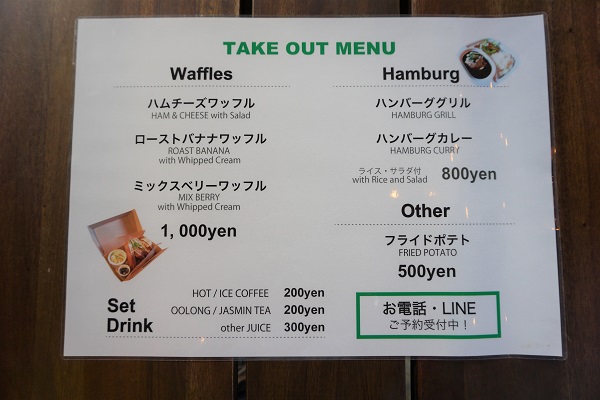 TAKE OUT MENU
Waffles
ハムチーズワッフル
HAM & CHEESE with Salad
ローストバナナワッフル
ROAST BANANA
with Whipped Cream
ミックスベリーワッフル
MIX BERRY
with Whipped Cream
1,000yen
Hamburg
ハンバーググリル
HAMBURG GRILL
ハンバーグカレー
HAMBURG CURRY
ライス・サラダ付
with Rice and Salad
800yen
Other
フライドポテト
FRIED POTATO
500yen
Set
Drink
HOT / ICE COFFEE 200yen
OOLONG / JASMIN TEA 200yen
other JUICE 300yen
お電話・LINE
ご予約受付中！